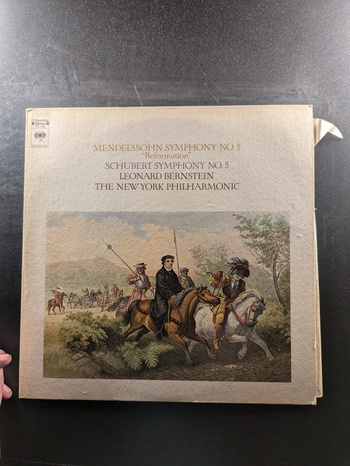 MENDELSSOHN SYMPHONY NO. 5
"Reformation"
SCHUBERT SYMPHONY NO. 5
LEONARD BERNSTEIN
THE NEW YORK PHILHARMONIC